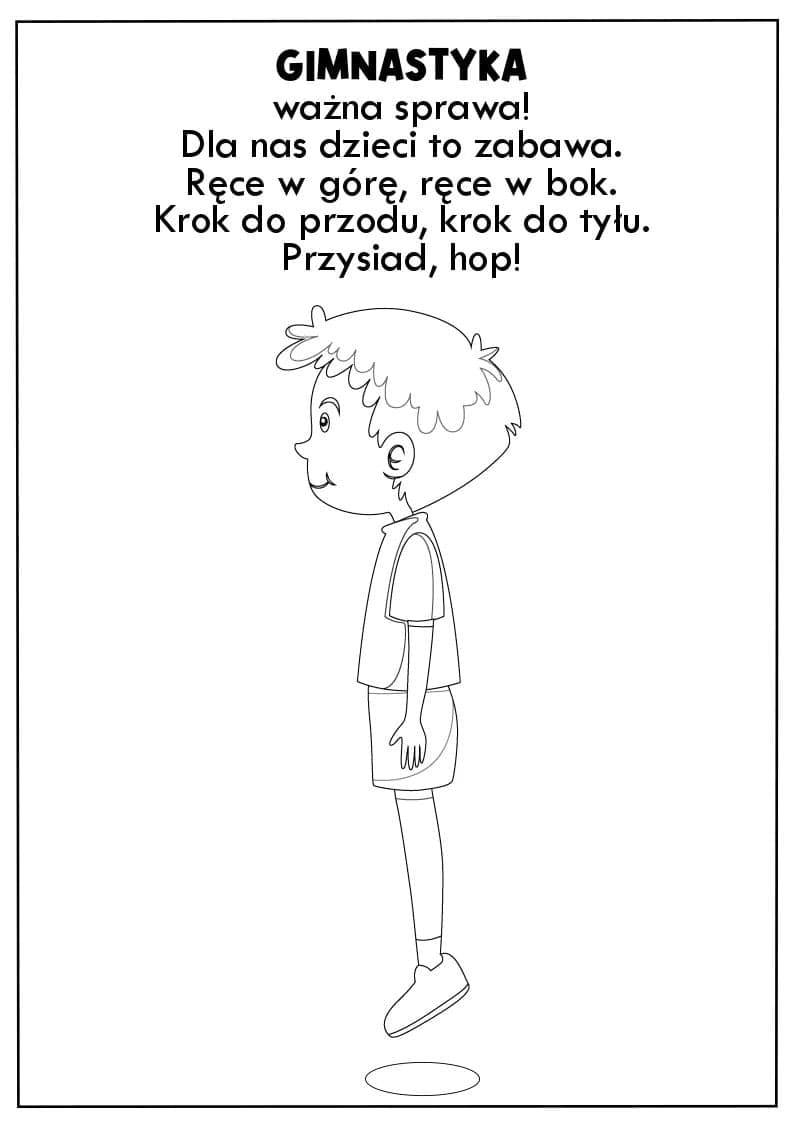 GIMNASTYKA
ważna sprawa!
Dla nas dzieci to zabawa.
Ręce w górę, ręce w bok.
Krok do przodu, krok do tyłu.
Przysiad, hop!